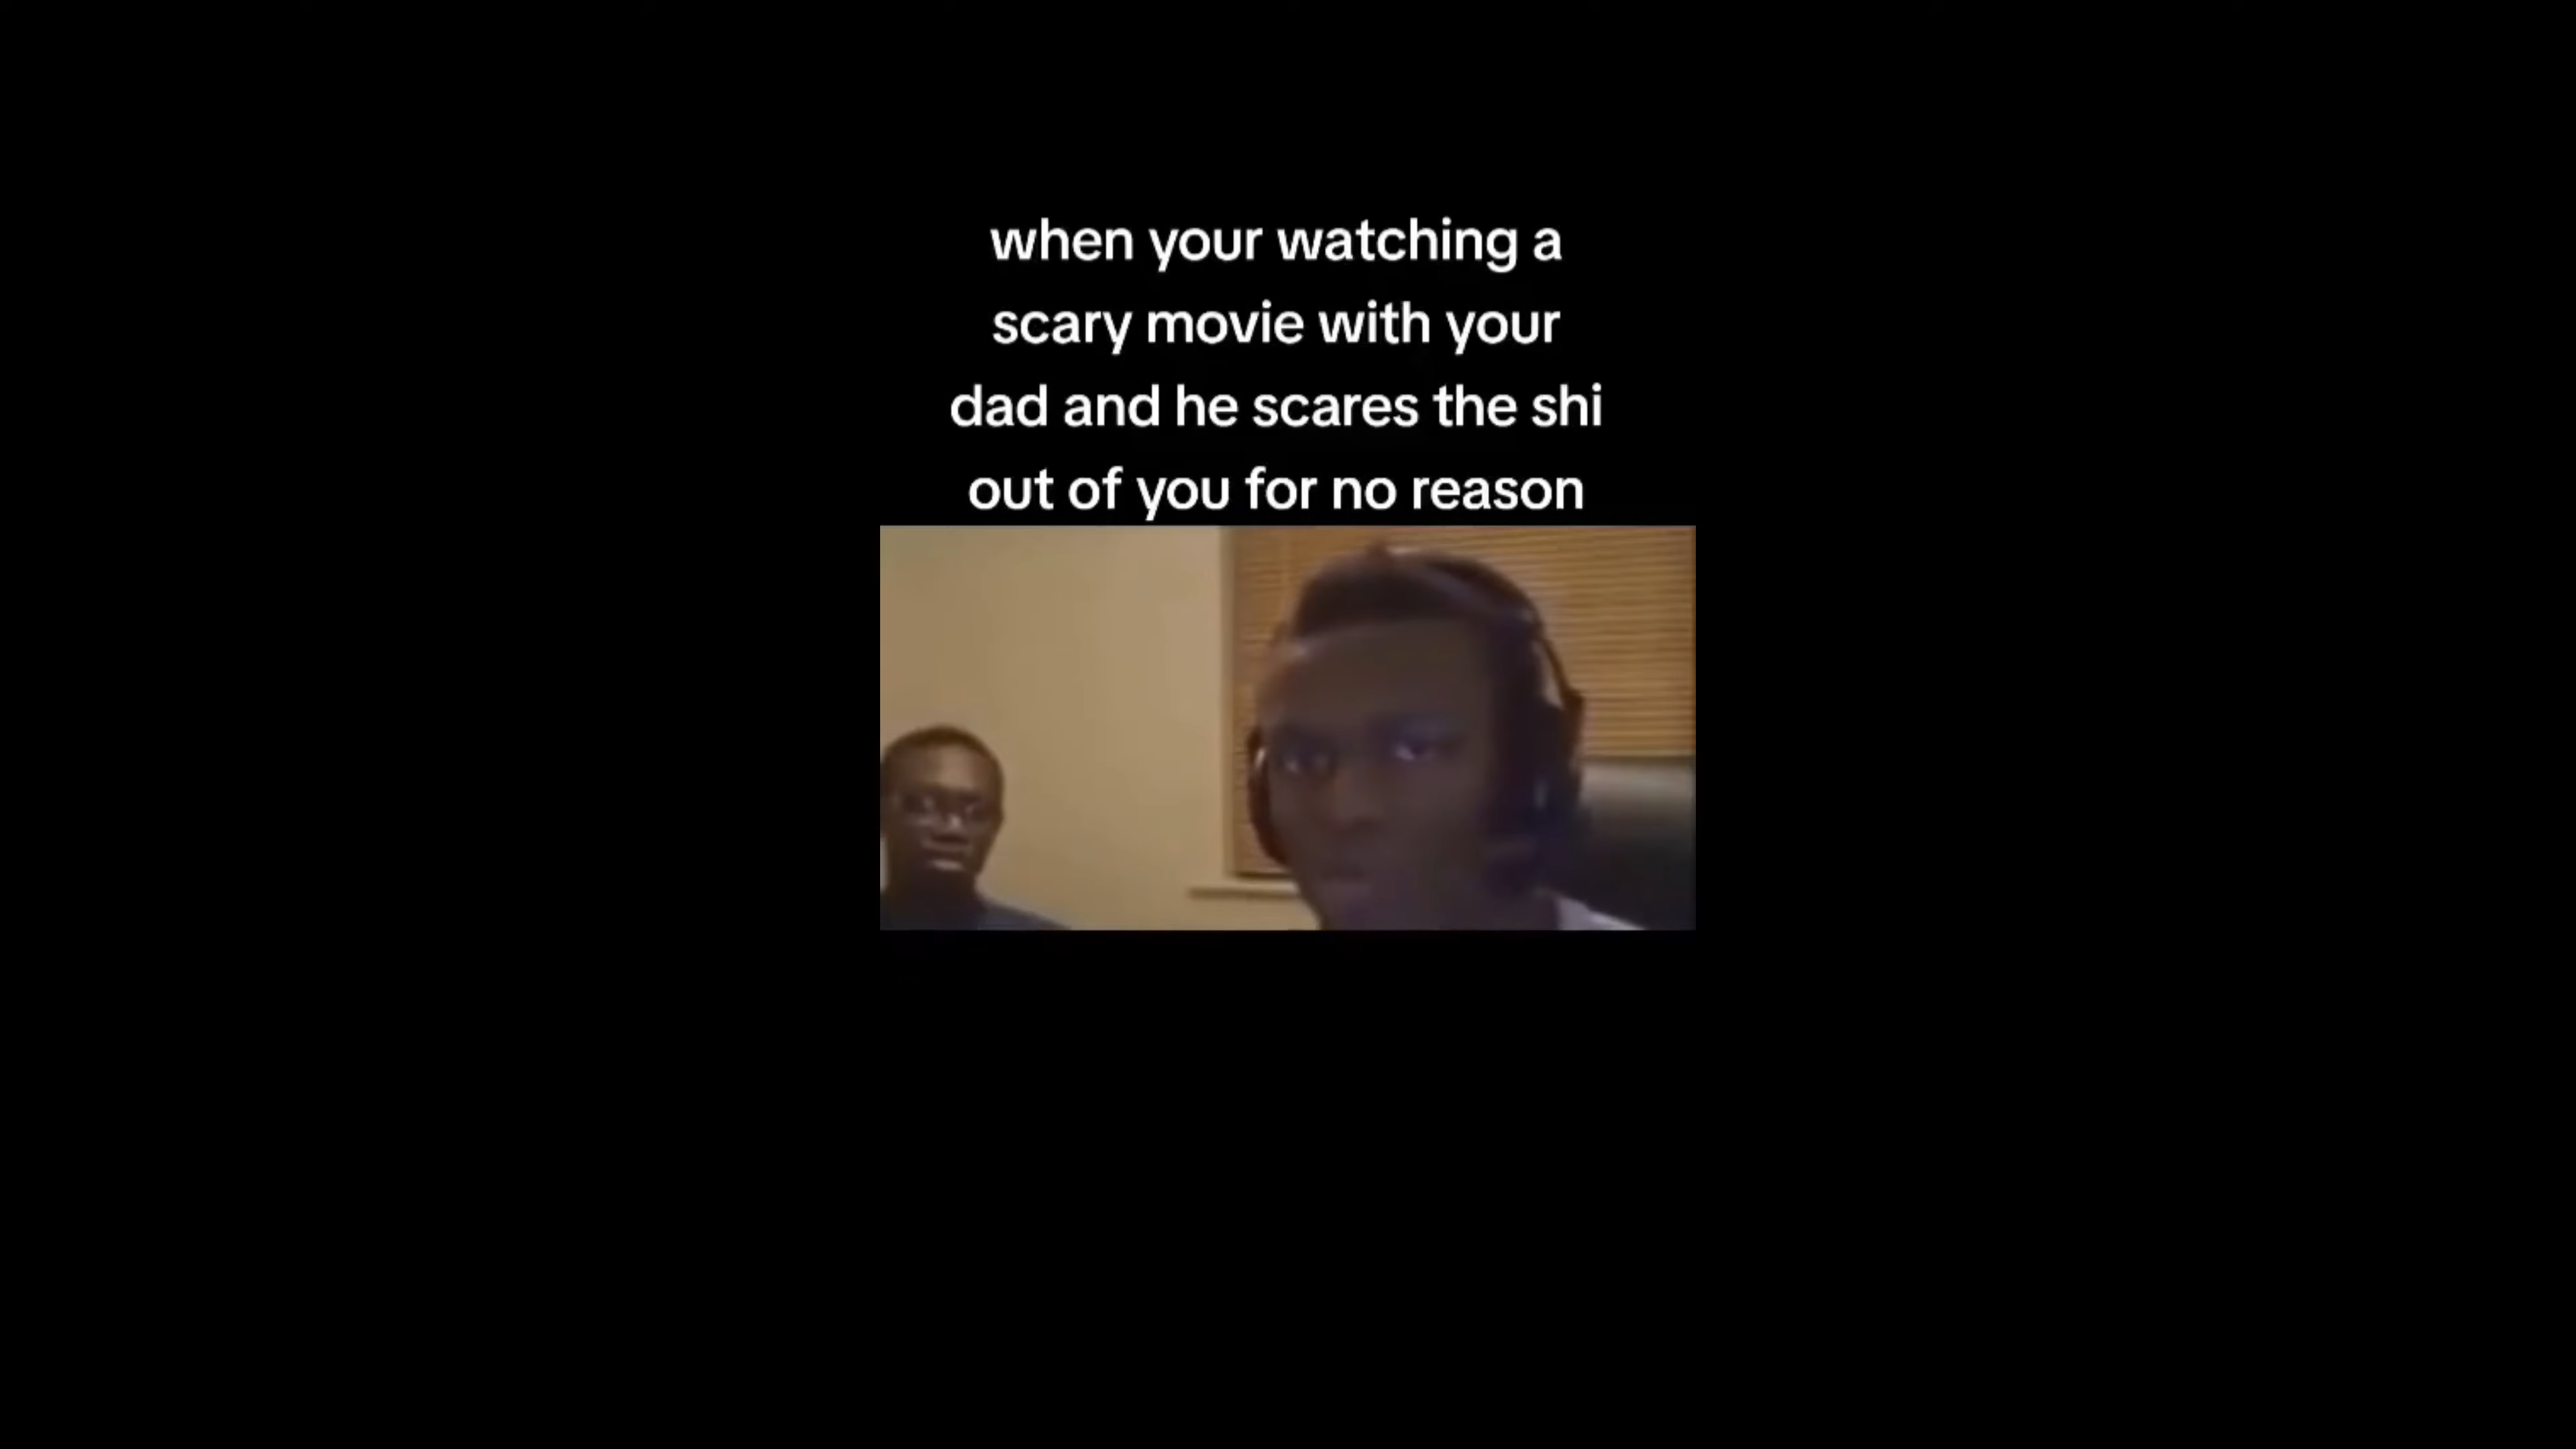 when your watching a
scary movie with your
dad and he scares the shi
out of you for no reason